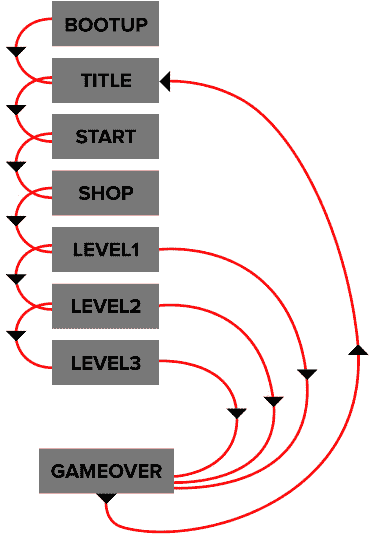 BOOTUP
TITLE
START
SHOP
LEVEL1
LEVEL2
LEVEL3
GAMEOVER